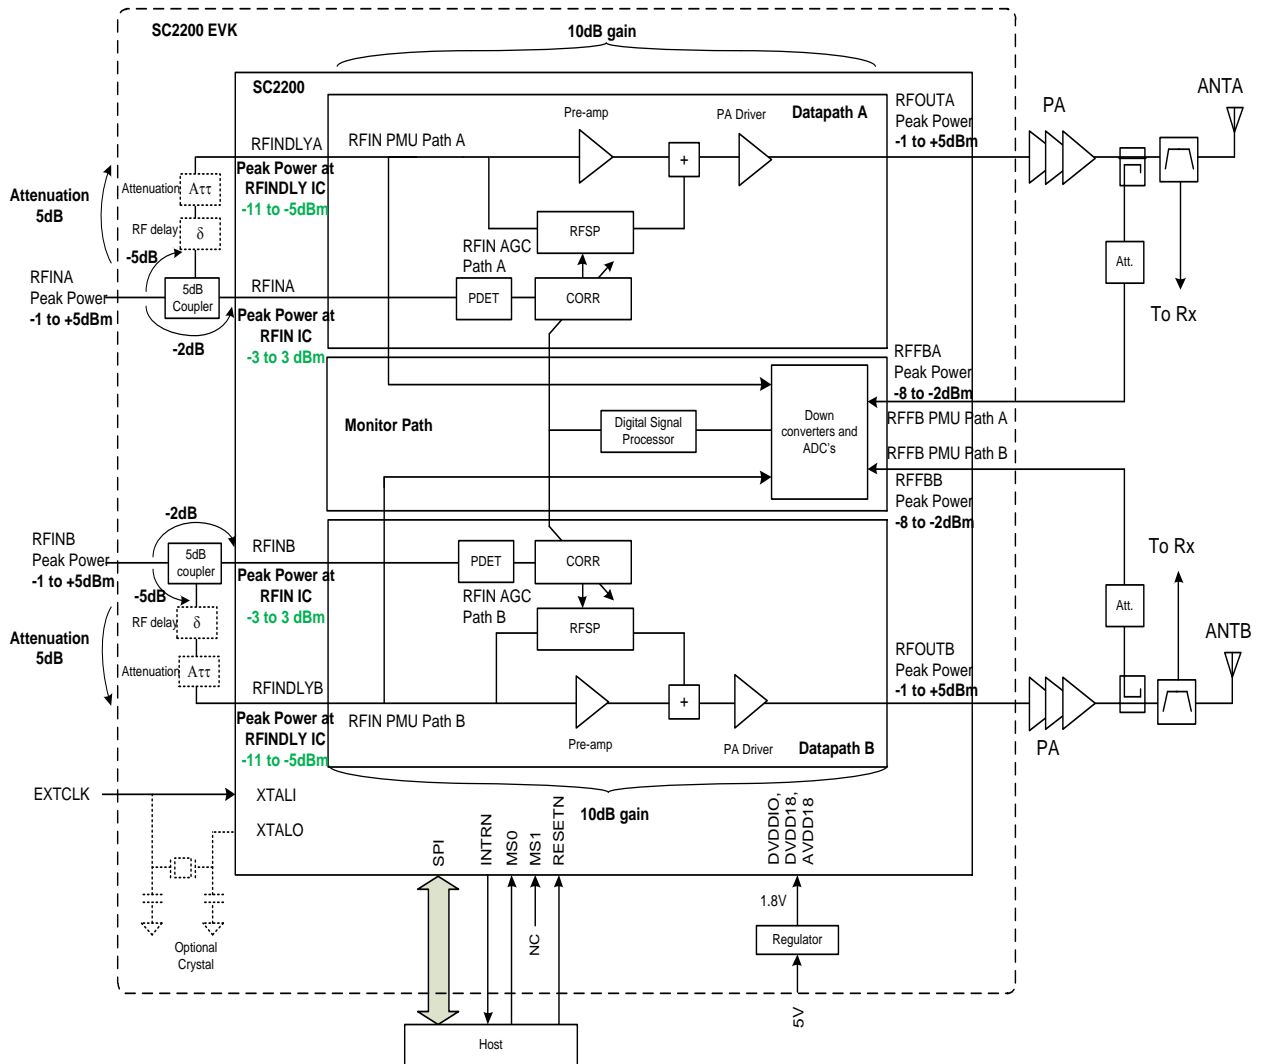 SC2200 EVK
10dB gain
SC2200
RFINDLYA
RFIN PMU Path A
Pre-amp
PA Driver
Datapath A
RFOUTA
Peak Power
-1 to +5dBm
PA
ANTA
Peak Power at
RFINDLY IC
-11 to -5dBm
Attenuation
Αττ
Attenuation
5dB
RF delay
δ
-5dB
+
RFSP
RFIN AGC
Path A
RFINA
Peak Power
-1 to +5dBm
5dB
Coupler
RFINA
PDET
CORR
Att.
To Rx
-2dB
Peak Power at
RFIN IC
-3 to 3 dBm
RFFBA
Peak Power
-8 to -2dBm
RFFB PMU Path A
Monitor Path
Digital Signal
Processor
Down
converters and
ADC's
RFFB PMU Path B
RFFBB
Peak Power
-8 to -2dBm
-2dB
RFINB
Peak Power
-1 to +5dBm
5dB
coupler
RFINB
PDET
CORR
To Rx
-5dB
Peak Power at
RFIN IC
-3 to 3 dBm
RFIN AGC
Path B
RFSP
Att.
RF delay
δ
Attenuation
5dB
Attenuation
Αττ
RFINDLYB
RFOUTB
Peak Power
-1 to +5dBm
ANTB
+
Peak Power at
RFINDLY IC
-11 to -5dBm
RFIN PMU Path B
Pre-amp
PA Driver
Datapath B
PA
EXTCLK
XTALI
10dB gain
XTALO
SPI
INTRN
MS0
MS1
RESETN
DVDDIO,
DVDD18,
AVDD18
1.8V
NC
Regulator
Optional
Crystal
5V
Host